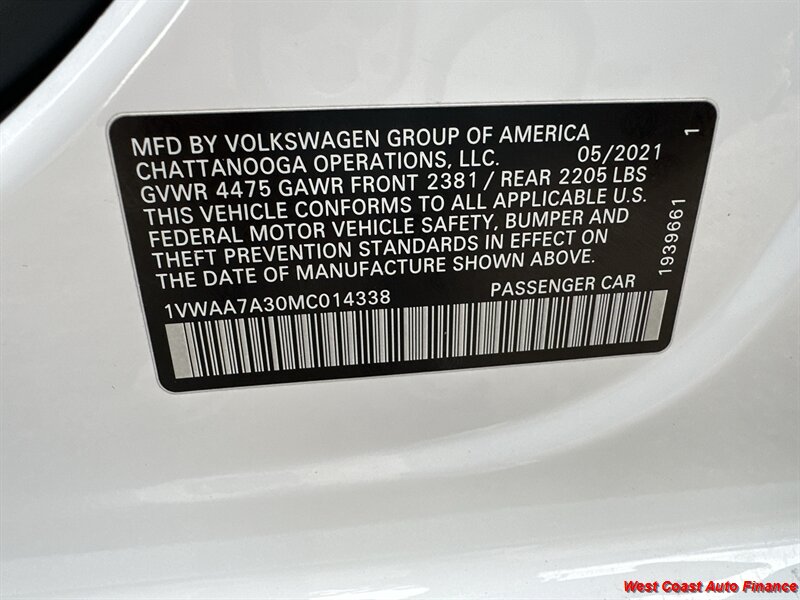 MFD BY VOLKSWAGEN GROUP OF AMERICA
CHATTANOOGA OPERATIONS, LLC. 05/2021
GVWR 4475 GAWR FRONT 2381 / REAR 2205 LBS
THIS VEHICLE CONFORMS TO ALL APPLICABLE U.S.
FEDERAL MOTOR VEHICLE SAFETY, BUMPER AND
THEFT PREVENTION STANDARDS IN EFFECT ON
THE DATE OF MANUFACTURE SHOWN ABOVE.
1VWAA7A30MC014338 PASSENGER CAR
1939661 1
West Coast Auto Finance